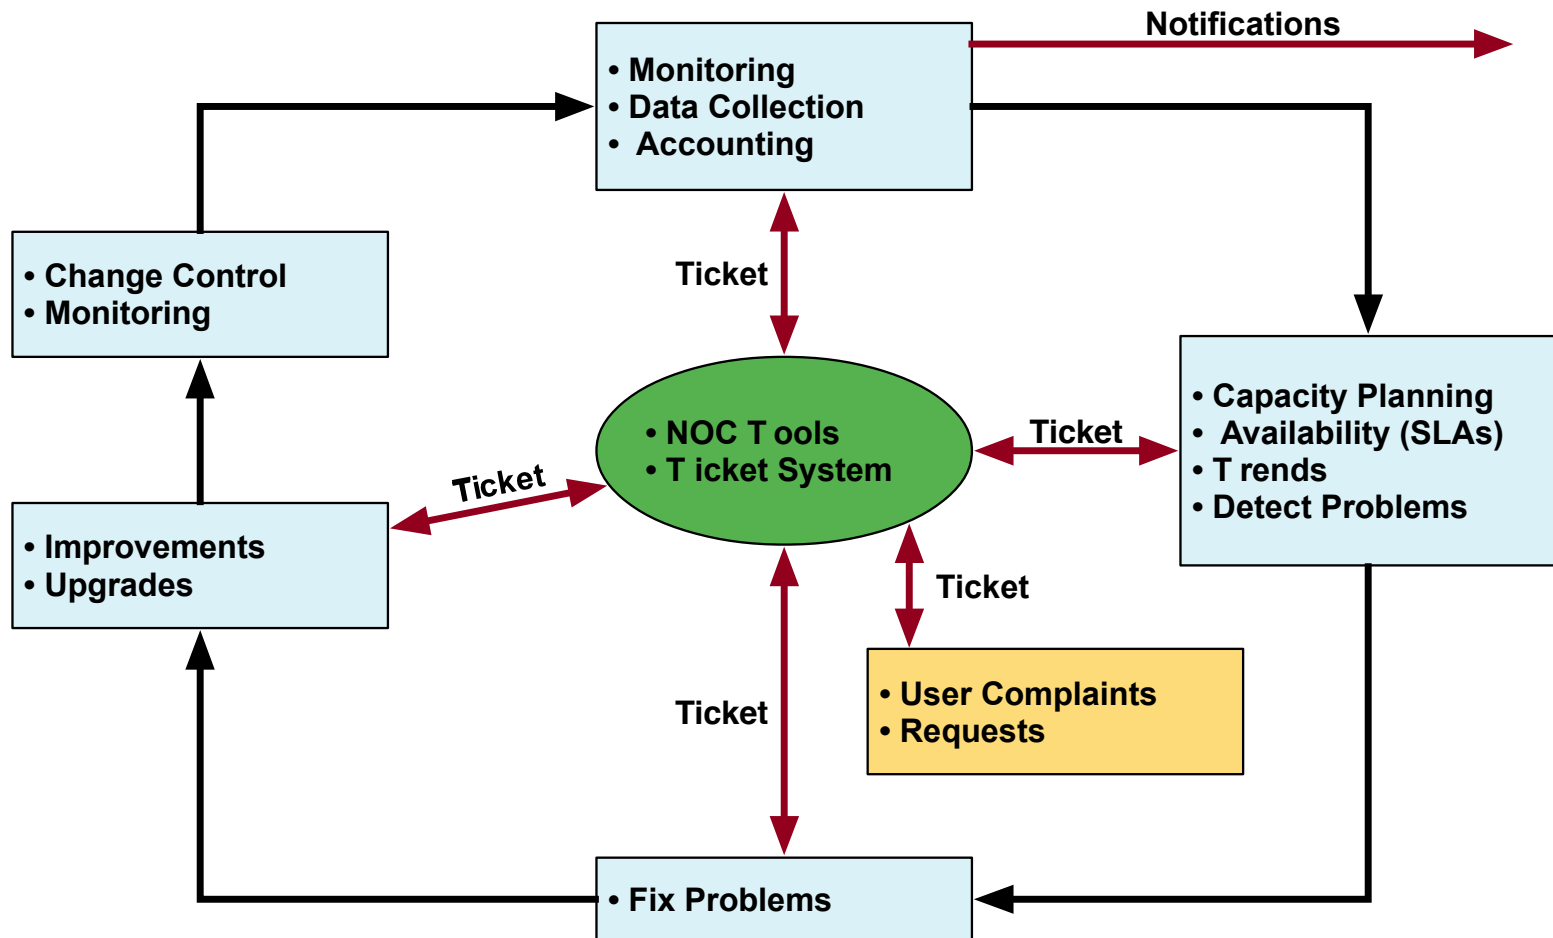 Notifications
• Monitoring
• Data Collection
• Accounting
Ticket
• Change Control
• Monitoring
• Capacity Planning
• Availability (SLAs)
• T rends
• Detect Problems
Ticket
• NOC T ools
• T icket System
Ticket
• Improvements
• Upgrades
Ticket
• User Complaints
• Requests
Ticket
• Fix Problems